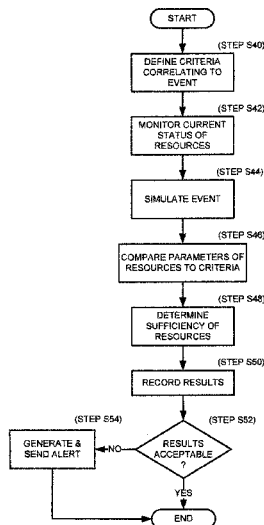 START
(STEP S40)
DEFINE CRITERIA
CORRELATING TO
EVENT
(STEP S42)
MONITOR CURRENT
STATUS OF
RESOURCES
(STEP S44)
SIMULATE EVENT
(STEP S46)
COMPARE PARAMETERS OF
RESOURCES TO CRITERIA
(STEP S48)
DETERMINE
SUFFICIENCY OF
RESOURCES
(STEP S50)
RECORD RESULTS
(STEP S54)
(STEP S52)
GENERATE &
SEND ALERT
NO
RESULTS
ACCEPTABLE
?
YES
END